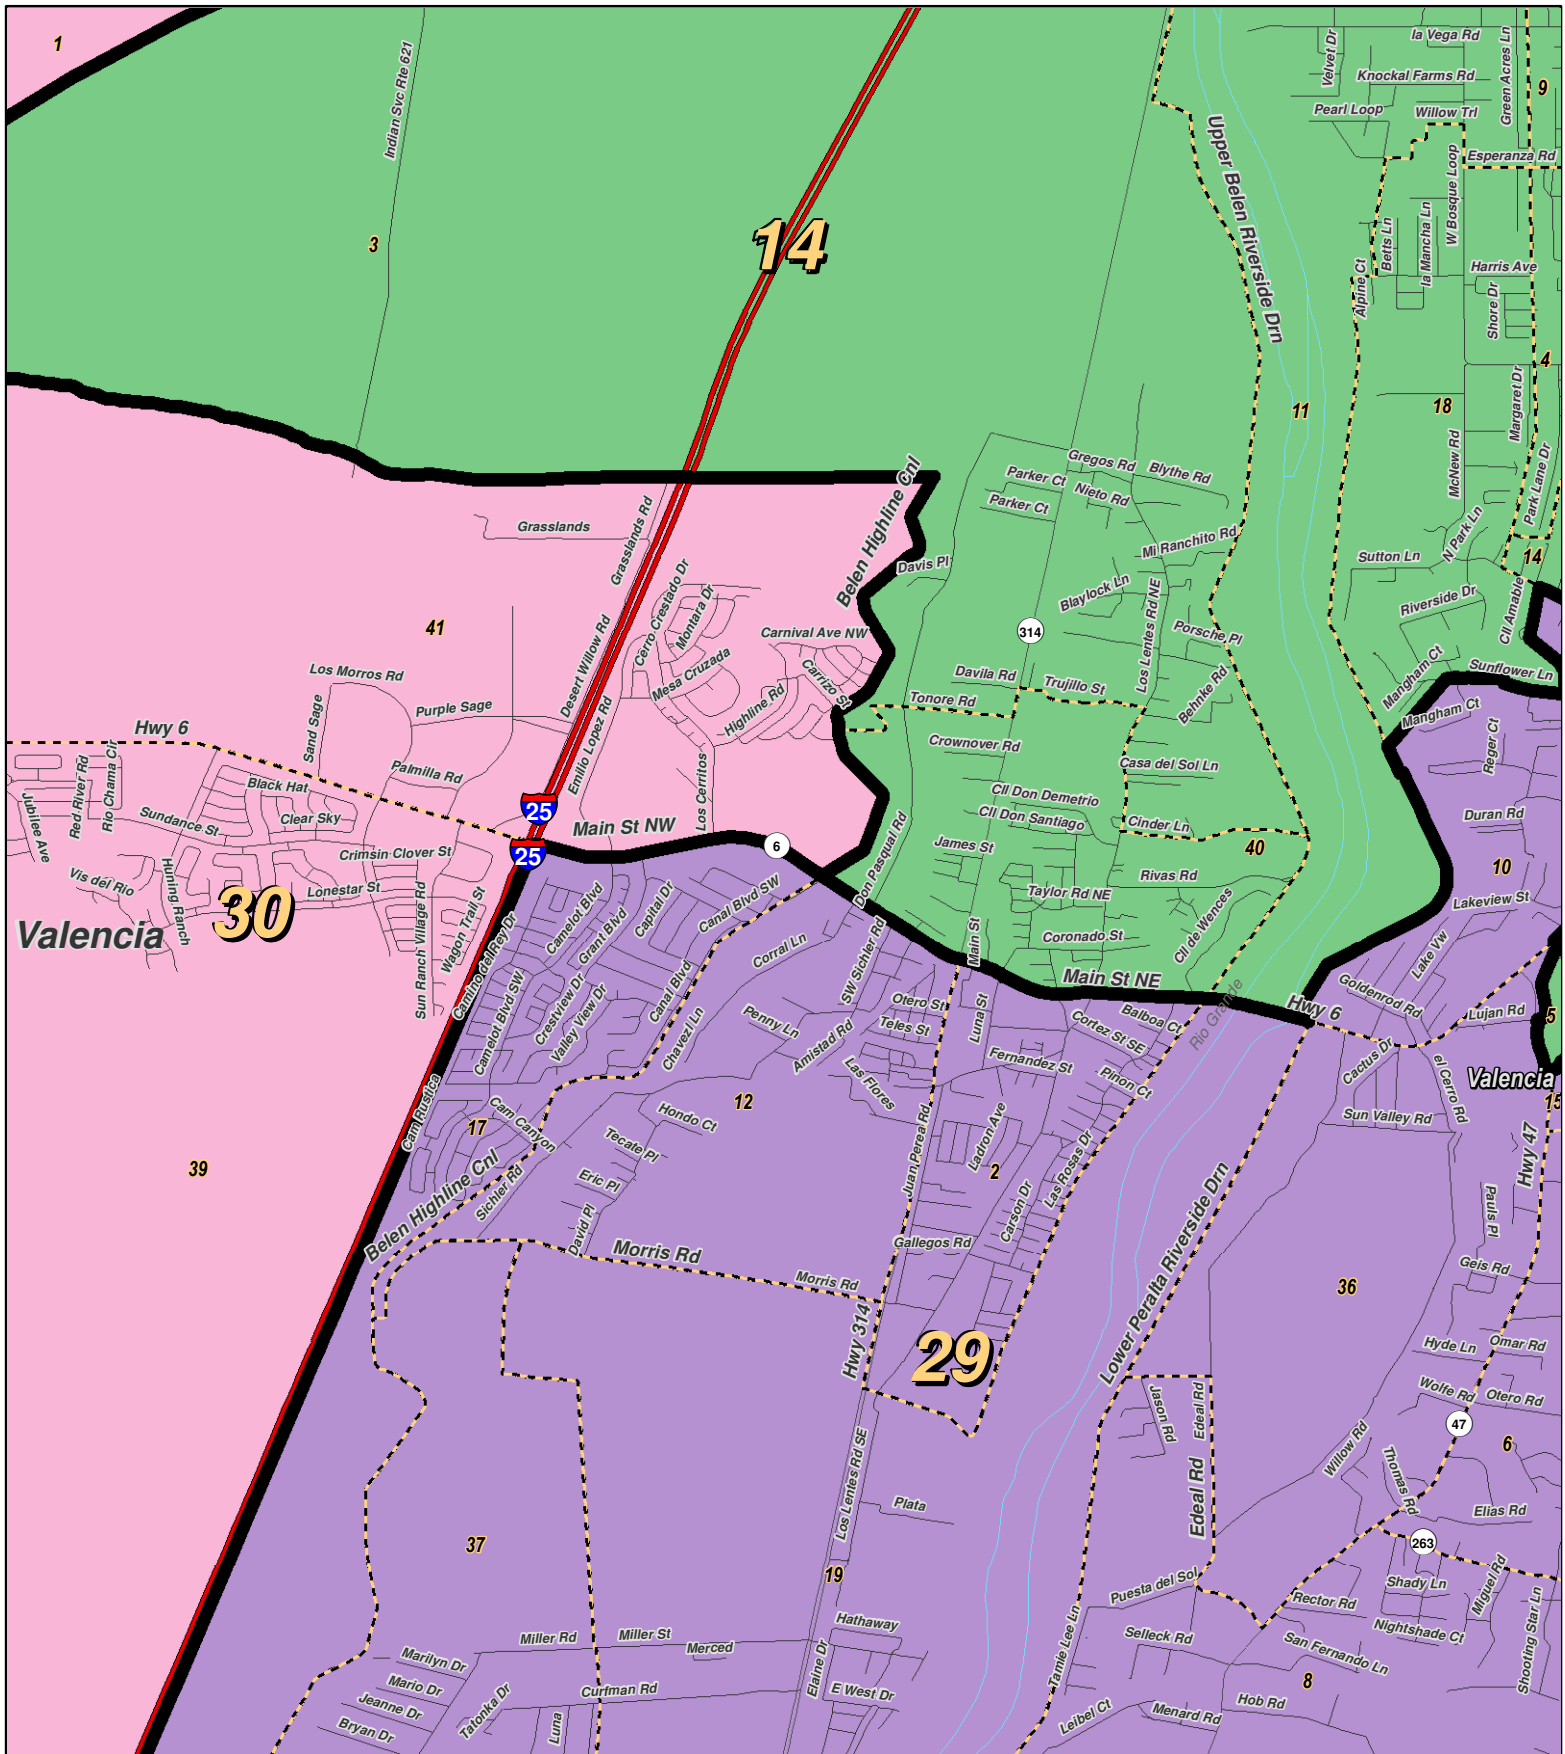 1
Indian Svc Rte 621
la Vega Rd
Velvet Dr
Green Acres Ln
Knockal Farms Rd
9
Pearl Loop
Willow Trl
Upper Belen Riverside Drn
Esperanza Rd
W Bosque Loop
3
14
Betts Ln
la Mancha Ln
Harris Ave
Alpine Ct
Shore Dr
4
11
18
Margaret Dr
McNew Rd
Park Lane Dr
Gregos Rd
Blythe Rd
Parker Ct
Nieto Rd
Parker Ct
Belen Highline Cnl
Grasslands
Grasslands Rd
Mi Ranchito Rd
N Park Ln
Sutton Ln
14
Davis Pl
Blaylock Ln
Los Lentes Rd NE
Riverside Dr
Cll Amable
41
Desert Willow Rd
Cerro Crestado Dr
Montara Dr
Carnival Ave NW
314
Porsche Pl
Los Morros Rd
Mesa Cruzada
Carrizo St
Davila Rd
Trujillo St
Mangham Ct
Sunflower Ln
Sand Sage
Purple Sage
Highline Rd
Tonore Rd
Behnke Rd
Mangham Ct
Hwy 6
Emilio Lopez Rd
Crownover Rd
Reger Ct
Red River Rd
Rio Chama Cir
Palmilla Rd
Los Cerritos
Casa del Sol Ln
Black Hat
Cll Don Demetrio
Jubilee Ave
Sundance St
Clear Sky
25
Main St NW
Cll Don Santiago
Cinder Ln
Duran Rd
25
6
Don Pasqual Rd
James St
40
Crimsin Clover St
10
Vis del Rio
Huning Ranch
Lonestar St
Rivas Rd
Taylor Rd NE
Lakeview St
30
Valencia
Sun Ranch Village Rd
Wagon Trail St
Camino del Rey Dr
Camelot Blvd
Grant Blvd
Capital Dr
Canal Blvd SW
Corral Ln
SW Sichler Rd
Main St
Coronado St
Cll de Wences
Lake Vw
Main St NE
Goldenrod Rd
Hwy 6
Camelot Blvd SW
Crestview Dr
Valley View Dr
Canal Blvd
Chavez Ln
Penny Ln
Amistad Rd
Otero St
Teles St
Luna St
Balboa Ct
Cortez St SE
Rio Grande
Lujan Rd
5
Las Flores
Fernandez St
Pinon Ct
Cactus Dr
el Cerro Rd
Valencia
15
Cam Rustica
17
Cam Canyon
12
Hondo Ct
Juan Perea Rd
Ladron Ave
Sun Valley Rd
Hwy 47
39
Belen Highline Cnl
Sichler Rd
Tecate Pl
Eric Pl
David Pl
2
Las Rosas Dr
Carson Dr
Lower Peralta Riverside Drn
Pauls Pl
Morris Rd
Gallegos Rd
Morris Rd
Geis Rd
36
Hwy 314
29
Hyde Ln
Omar Rd
Jason Rd
Edeal Rd
Wolfe Rd
Otero Rd
47
Willow Rd
6
Los Lentes Rd SE
Plata
Edeal Rd
Thomas Rd
Elias Rd
37
263
19
Puesta del Sol
Shady Ln
Miguel Rd
Rector Rd
Shooting Star Ln
Hathaway
Tamie Lee Ln
Nightshade Ct
Miller Rd
Miller St
Merced
Selleck Rd
San Fernando Ln
Marilyn Dr
Mario Dr
Elaine Dr
Jeanne Dr
Tatonka Dr
Curfman Rd
E West Dr
8
Bryan Dr
Luna
Leibel Ct
Menard Rd
Hob Rd